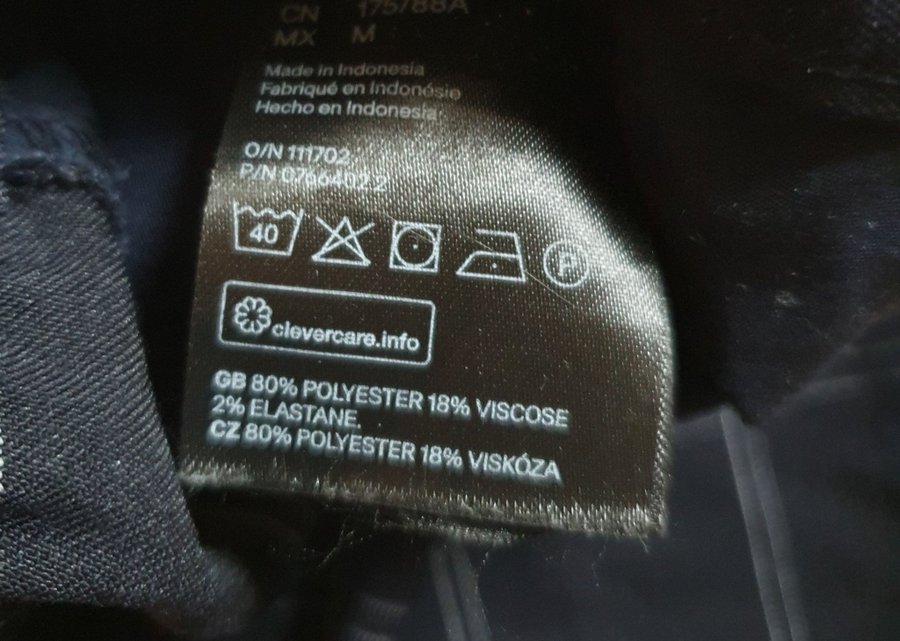 CN 175/88A
MX M
Made in Indonesia
Fabriqué en Indonésie
Hecho en Indonesia
O/N 111702
P/N
40
P
clevercare.info
GB 80% POLYESTER 18% VISCOSE
2% ELASTANE.
CZ 80% POLYESTER 18% VISKÓZA